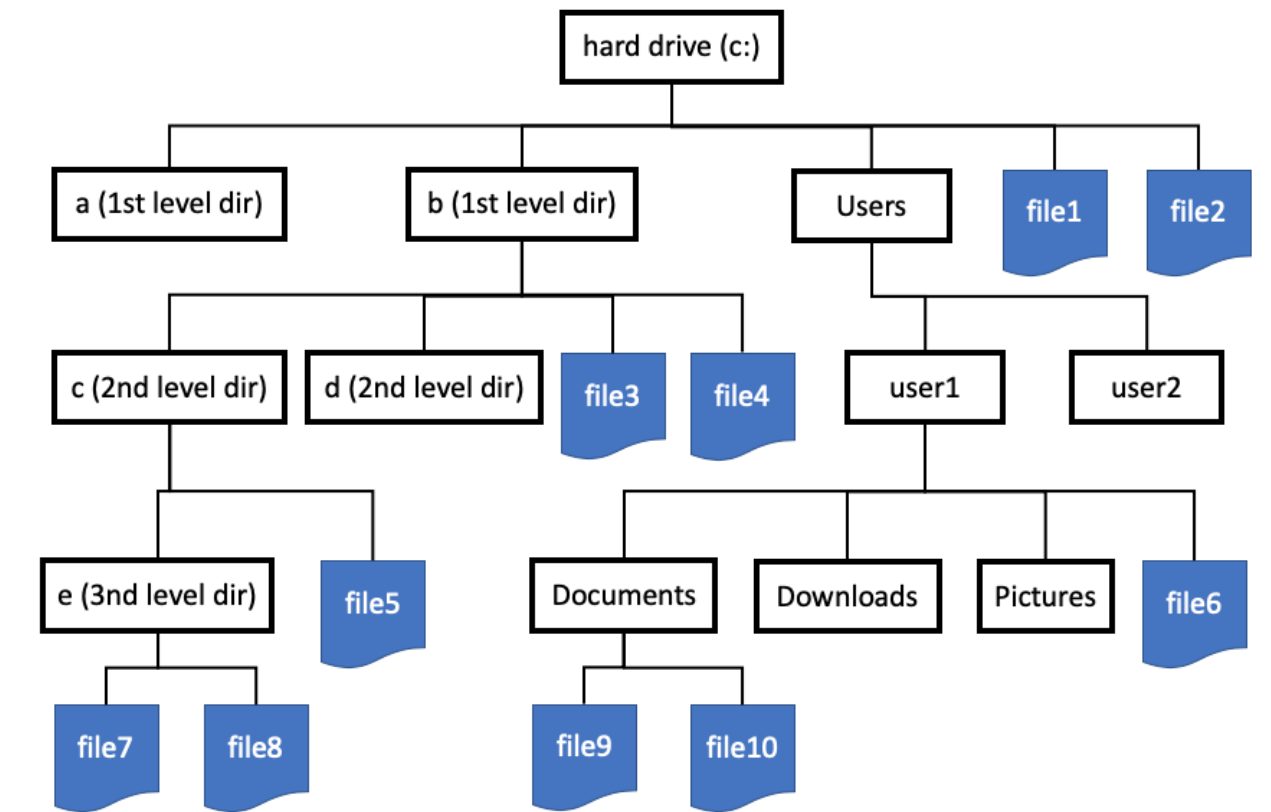 hard drive (c:)
a (1st level dir)
b (1st level dir)
Users
file1
file2
c (2nd level dir)
d (2nd level dir)
file3
file4
user1
user2
e (3nd level dir)
file5
Documents
Downloads
Pictures
file6
file7
file8
file9
file10